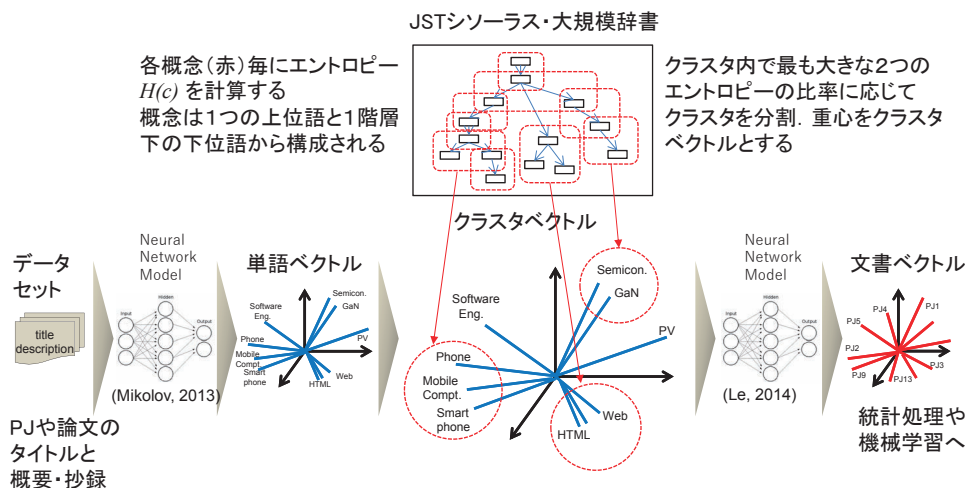 JSTシソーラス・大規模辞書
各概念（赤）毎にエントロピー
H(c) を計算する
概念は１つの上位語と１階層
下の下位語から構成される
クラスタ内で最も大きな２つの
エントロピーの比率に応じて
クラスタを分割．重心をクラスタ
ベクトルとする
クラスタベクトル
データ
セット
title
description
PJや論文の
タイトルと
概要・抄録
Neural
Network
Model
Input
Hidden
Output
(Mikolov, 2013)
単語ベクトル
Software
Eng.
Semicon.
GaN
Phone
PV
Mobile
Compt.
Smart
phone
Web
HTML
Semicon.
GaN
Software
Eng.
PV
Phone
Mobile
Compt.
Smart
phone
Web
HTML
Neural
Network
Model
Input
Hidden
Output
(Le, 2014)
文書ベクトル
PJ1
PJ4
PJ5
PJ2
PJ3
PJ9
PJ13
統計処理や
機械学習へ